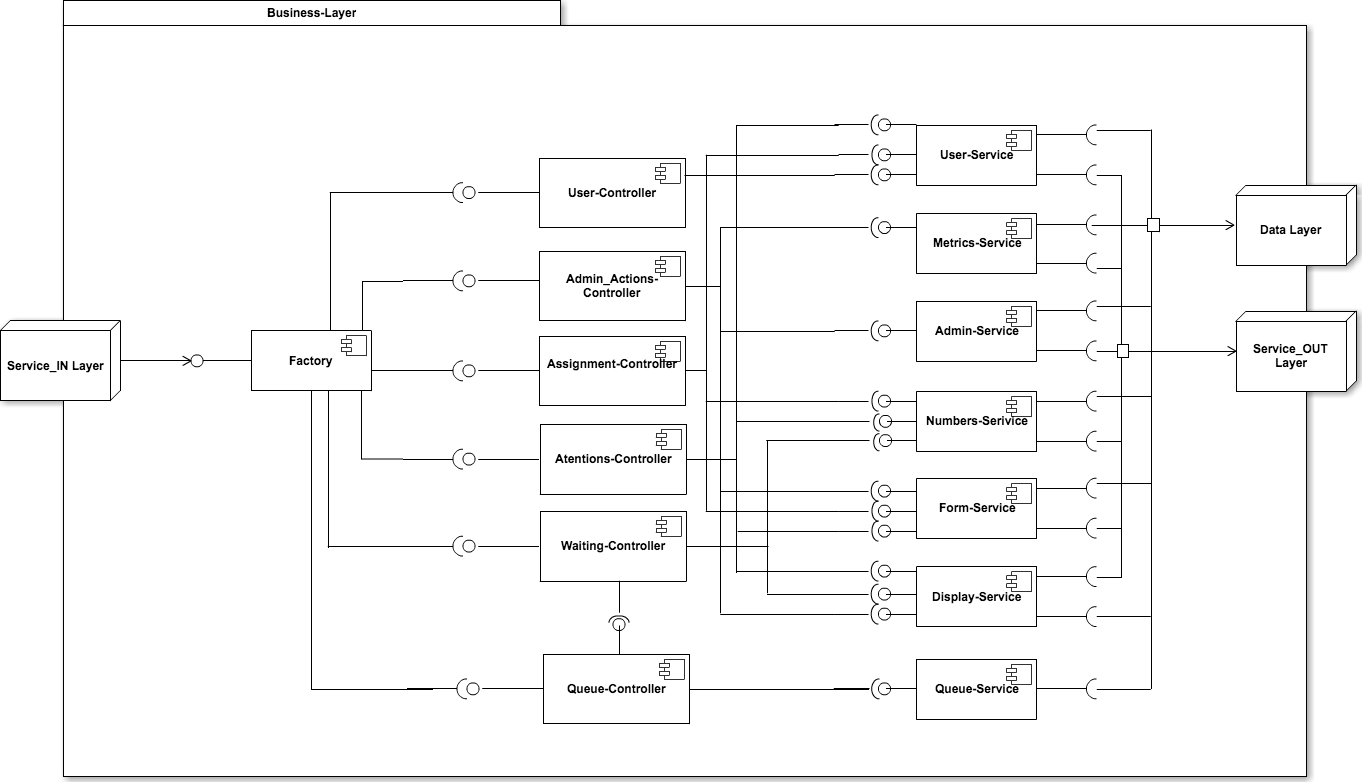 Business-Layer
User-Service
User-Controller
Metrics-Service
Data Layer
Admin_Actions-
Controller
Admin-Service
Service_IN Layer
Factory
Assignment-Controller
Service_OUT
Layer
Numbers-Serivice
Atentions-Controller
Form-Service
Waiting-Controller
Display-Service
Queue-Controller
Queue-Service